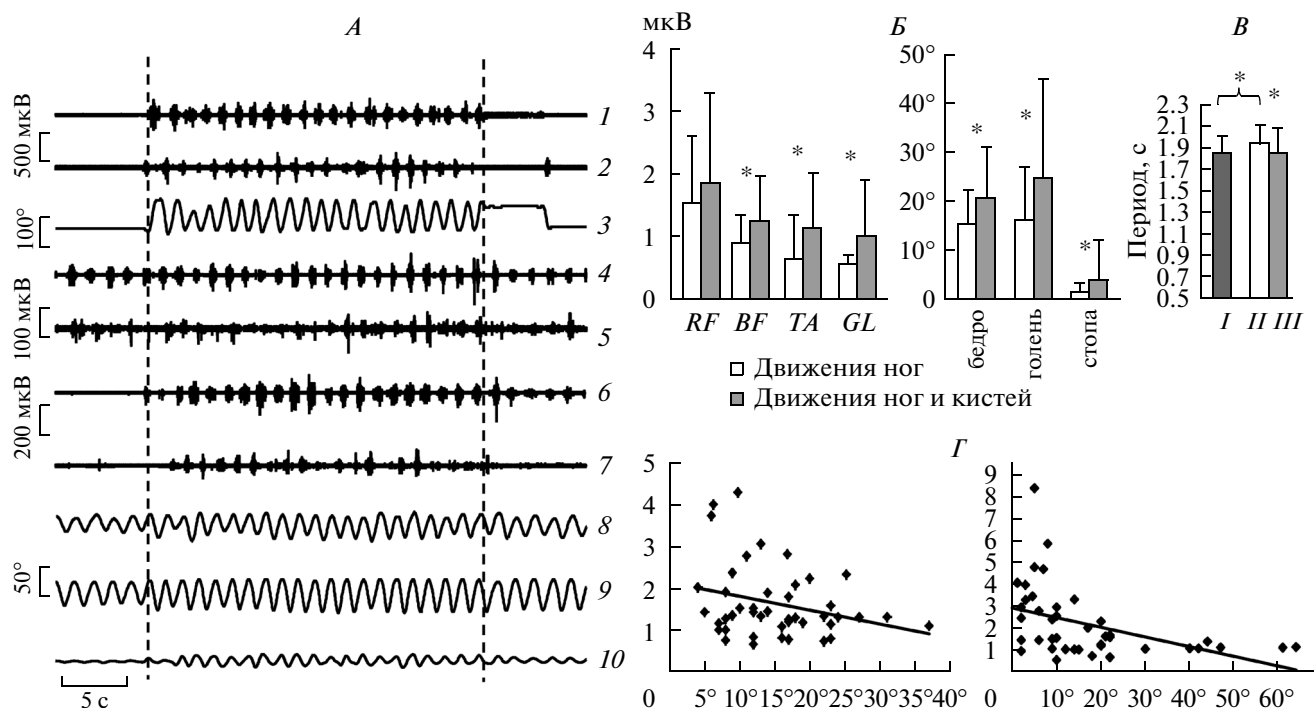 А
500 мкВ
100°
100 мкВ
200 мкВ
50°
1
2
3
4
5
6
7
8
9
10
5 с
мкВ
Б
4
3
2
1
0
RF BF TA GL
50°
40°
30°
20°
10°
0
* * *
* * *
бедро
голень
стопа
Движения ног
Движения ног и кистей
В
* *
Период, с
2.3
2.1
1.9
1.7
1.5
1.3
1.1
0.9
0.7
0.5
I II III
Г
5
4
3
2
1
0 5° 10° 15° 20° 25° 30° 35° 40°
9
8
7
6
5
4
3
2
1
0 10° 20° 30° 40° 50° 60°